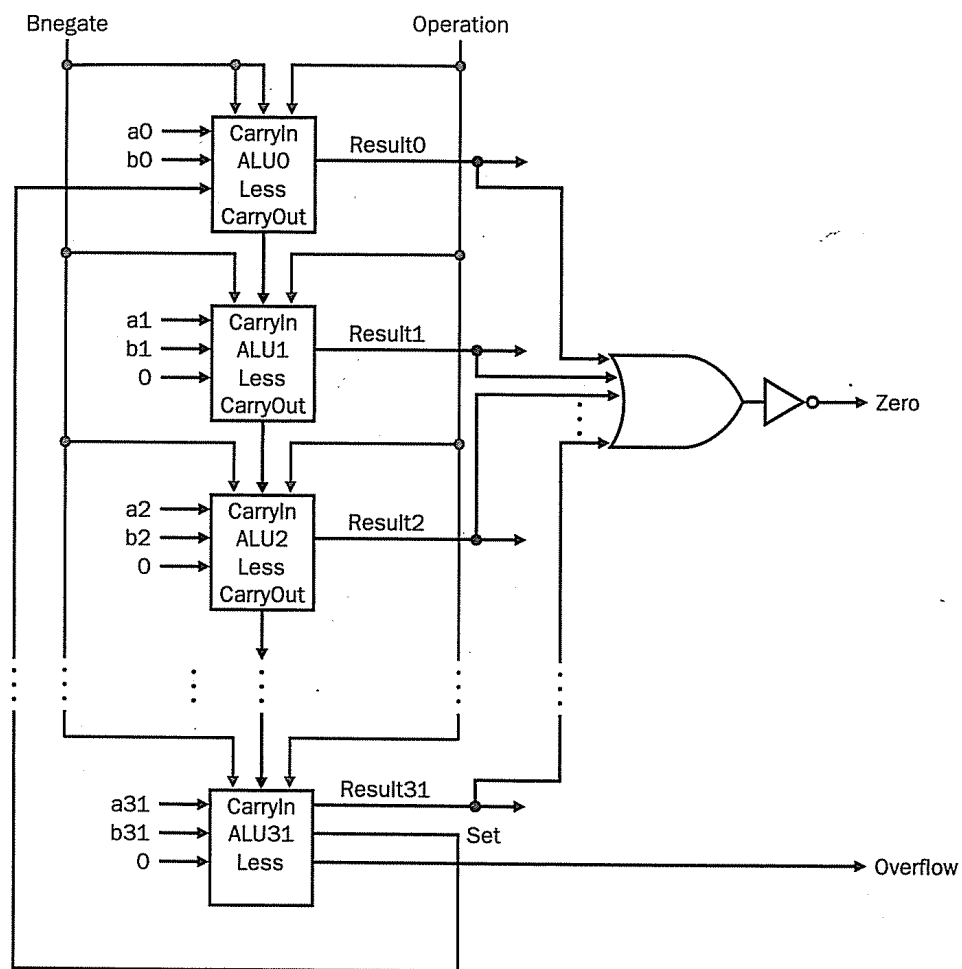 Bnegate
Operation
a0
b0
CarryIn
ALU0
Less
CarryOut
Result0
a1
b1
0
CarryIn
ALU1
Less
CarryOut
Result1
Zero
a2
b2
0
CarryIn
ALU2
Less
CarryOut
Result2
a31
b31
0
CarryIn
ALU31
Less
Result31
Set
Overflow